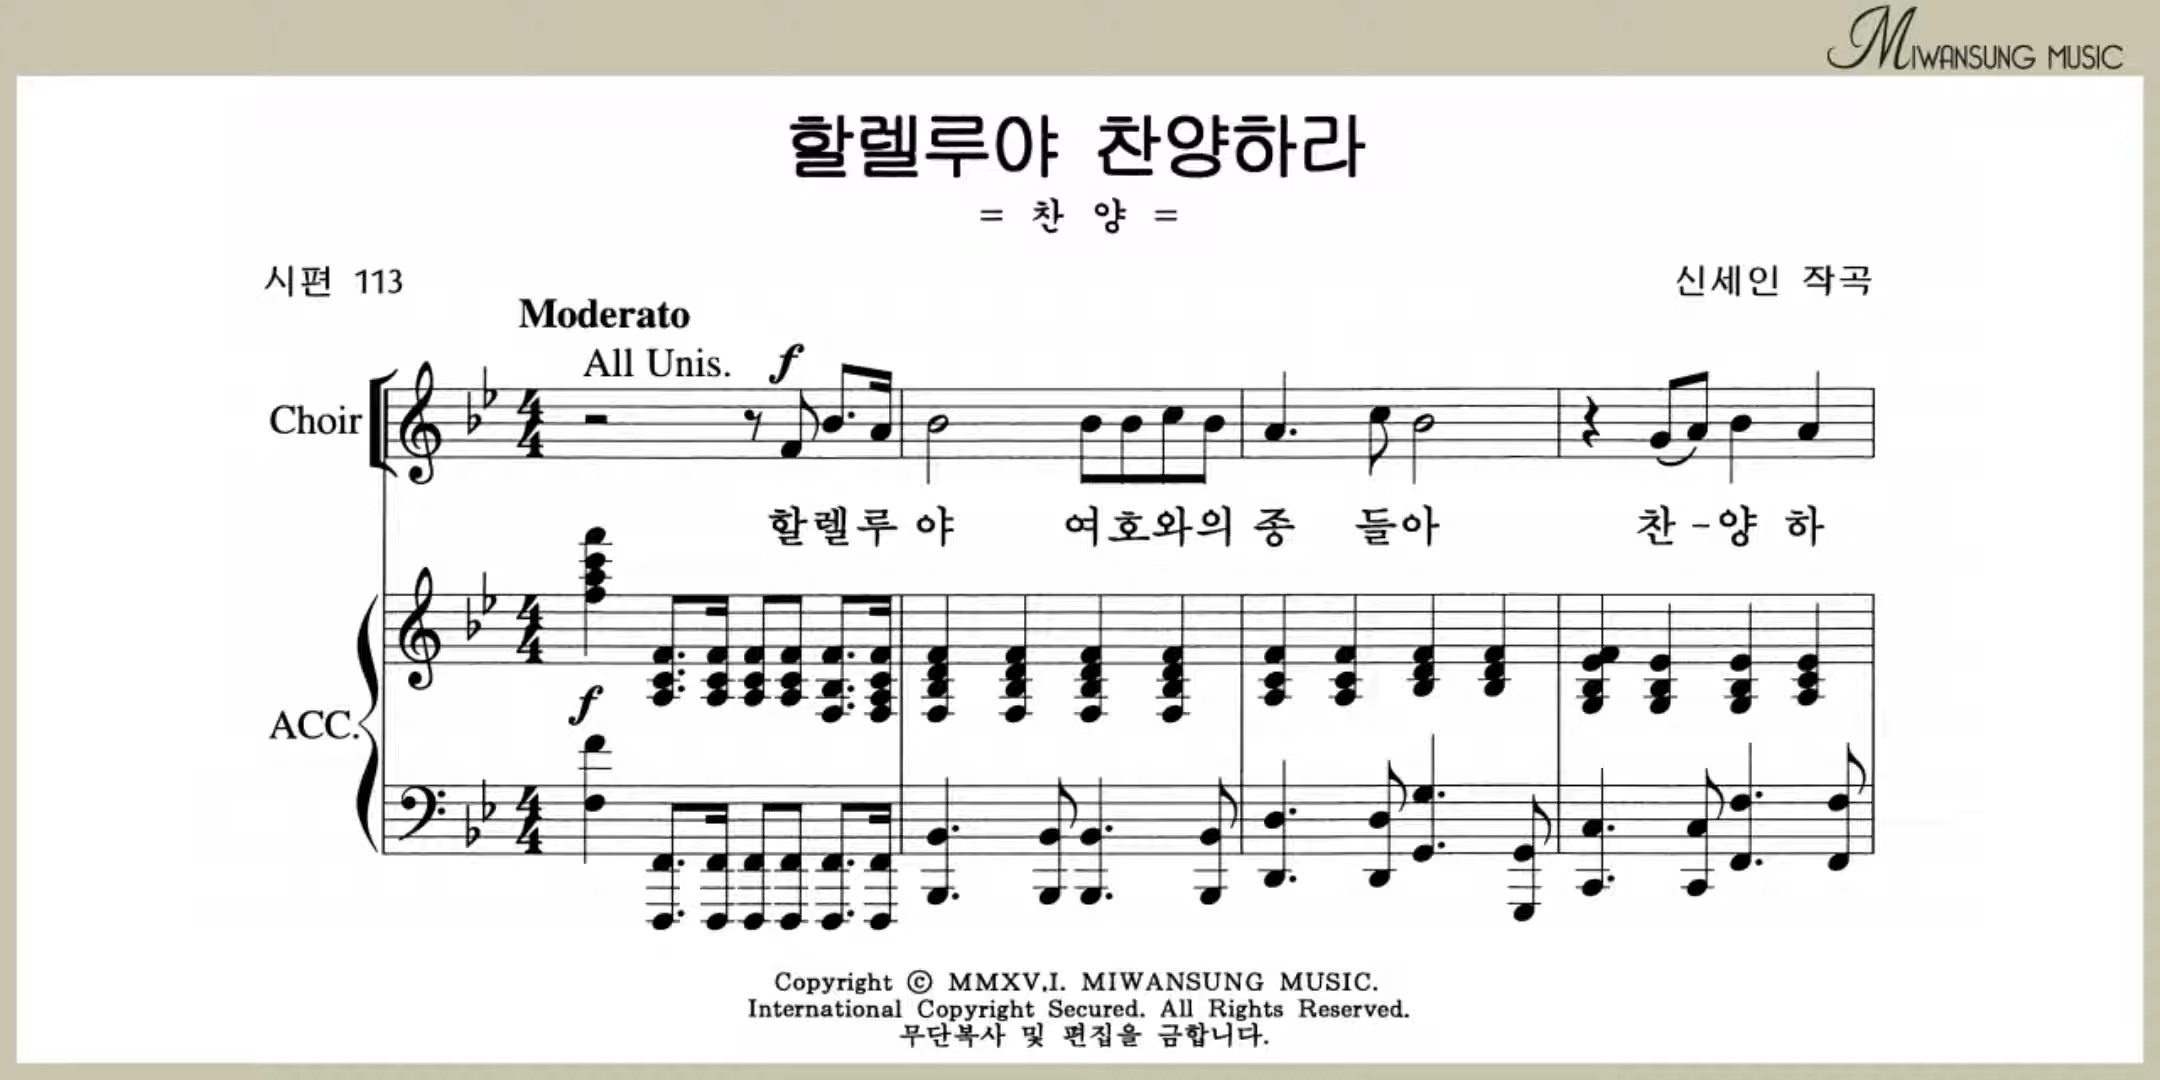 MIWANSUNG MUSIC
할렐루야 찬양하라
= 찬 양 =
시편 113
신세인 작곡
Moderato
All Unis. f
Choir
할렐루 야 여호와의 종 들아 찬 - 양 하
f
ACC.
Copyright © MMXV.I. MIWANSUNG MUSIC.
International Copyright Secured. All Rights Reserved.
무단복사 및 편집을 금합니다.